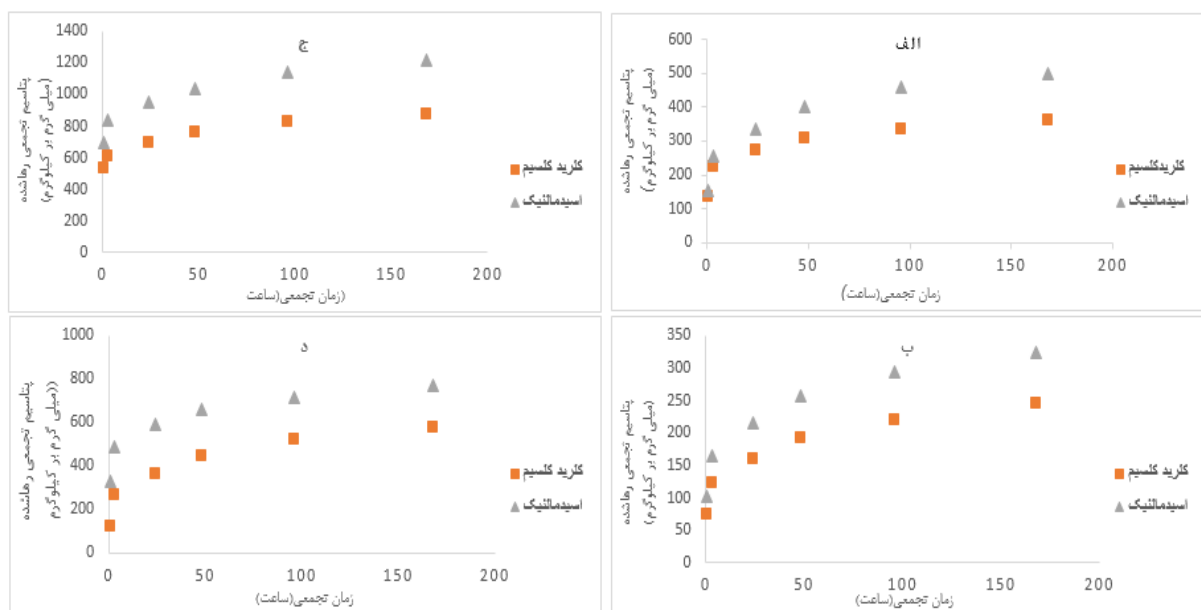 الف
600
500
400
300
200
100
0
0
50
100
150
200
پتاسیم تجمعی رهاشده
(میلی گرم بر کیلوگرم)
زمان تجمعی(ساعت)
کلریدکلسیم
اسیدمالئیک
ج
1400
1200
1000
800
600
400
200
0
0
50
100
150
200
پتاسیم تجمعی رهاشده
(میلی گرم بر کیلوگرم)
(زمان تجمعی(ساعت
کلرید کلسیم
اسیدمالئیک
ب
350
300
250
200
150
100
50
0
0
50
100
150
200
پتاسیم تجمعی رهاشده
(میلی گرم بر کیلوگرم)
زمان تجمعی(ساعت)
کلرید کلسیم
اسیدمالئیک
د
1000
800
600
400
200
0
0
50
100
150
200
پتاسیم تجمعی رهاشده
((میلی گرم بر کیلوگرم
زمان تجمعی(ساعت)
کلرید کلسیم
اسیدمالئیک